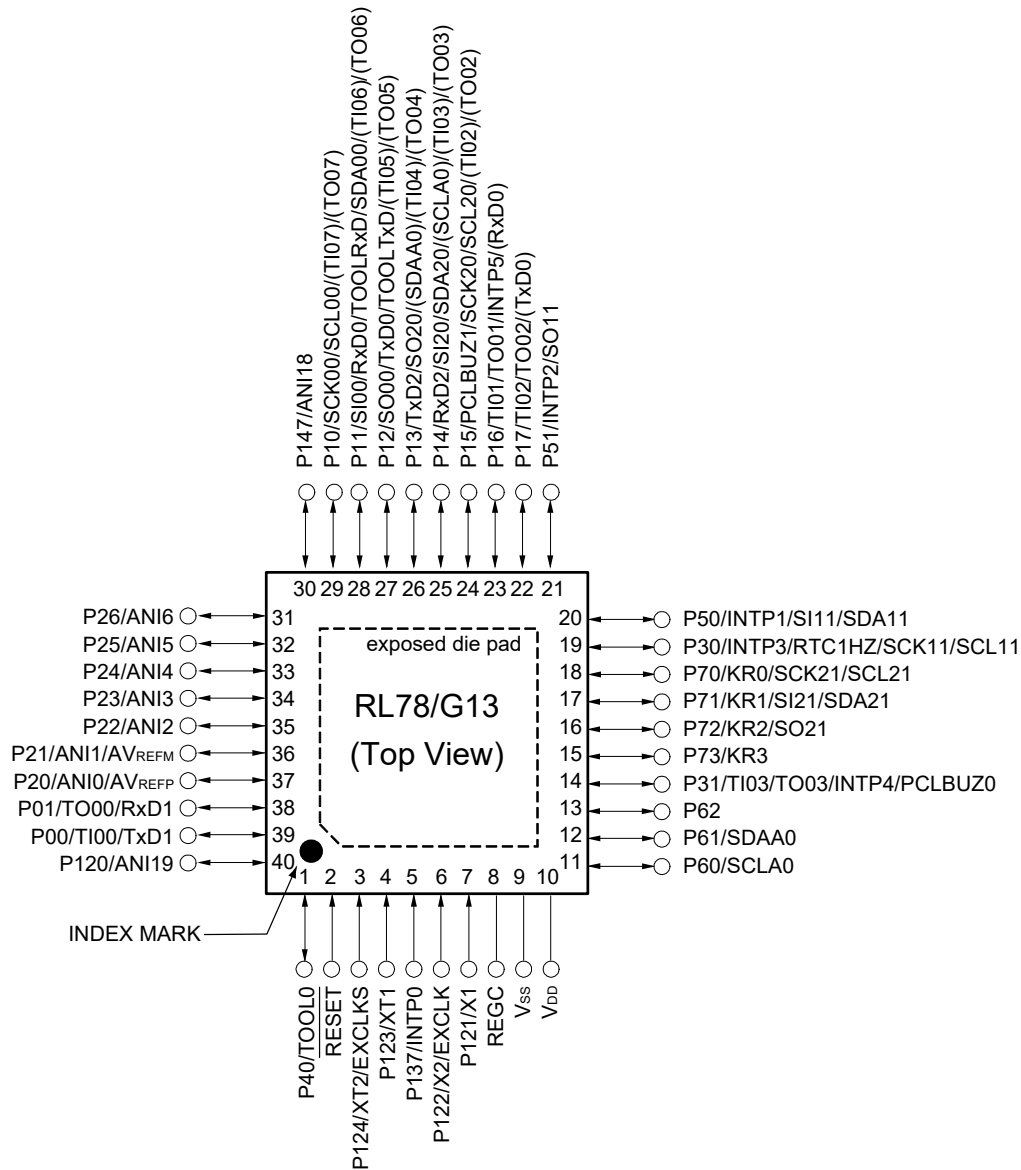 P147/ANI18
P10/SCK00/SCL00/(TI07)/(TO07)
P11/SI00/RxD0/TOOLRxD/SDA00/(TI06)/(TO06)
P12/SO00/TxD0/TOOLTxD/(TI05)/(TO05)
P13/TxD2/SO20/(SDAA0)/(TI04)/(TO04)
P14/RxD2/SI20/SDA20/(SCLA0)/(TI03)/(TO03)
P15/PCLBUZ1/SCK20/SCL20/(TI02)/(TO02)
P16/TI01/TO01/INTP5/(RxD0)
P17/TI02/TO02/(TxD0)
P51/INTP2/SO11
30 29 28 27 26 25 24 23 22 21
P26/ANI6 31
P25/ANI5 32
P24/ANI4 33
P23/ANI3 34
P22/ANI2 35
P21/ANI1/AVREFM 36
P20/ANI0/AVREFP 37
P01/TO00/RxD1 38
P00/TI00/TxD1 39
P120/ANI19 40
INDEX MARK
exposed die pad
RL78/G13
(Top View)
20 P50/INTP1/SI11/SDA11
19 P30/INTP3/RTC1HZ/SCK11/SCL11
18 P70/KR0/SCK21/SCL21
17 P71/KR1/SI21/SDA21
16 P72/KR2/SO21
15 P73/KR3
14 P31/TI03/TO03/INTP4/PCLBUZ0
13 P62
12 P61/SDAA0
11 P60/SCLA0
1 2 3 4 5 6 7 8 9 10
P40/TOOL0
RESET
P124/XT2/EXCLKS
P123/XT1
P137/INTP0
P122/X2/EXCLK
P121/X1
REGC
VSS
VDD